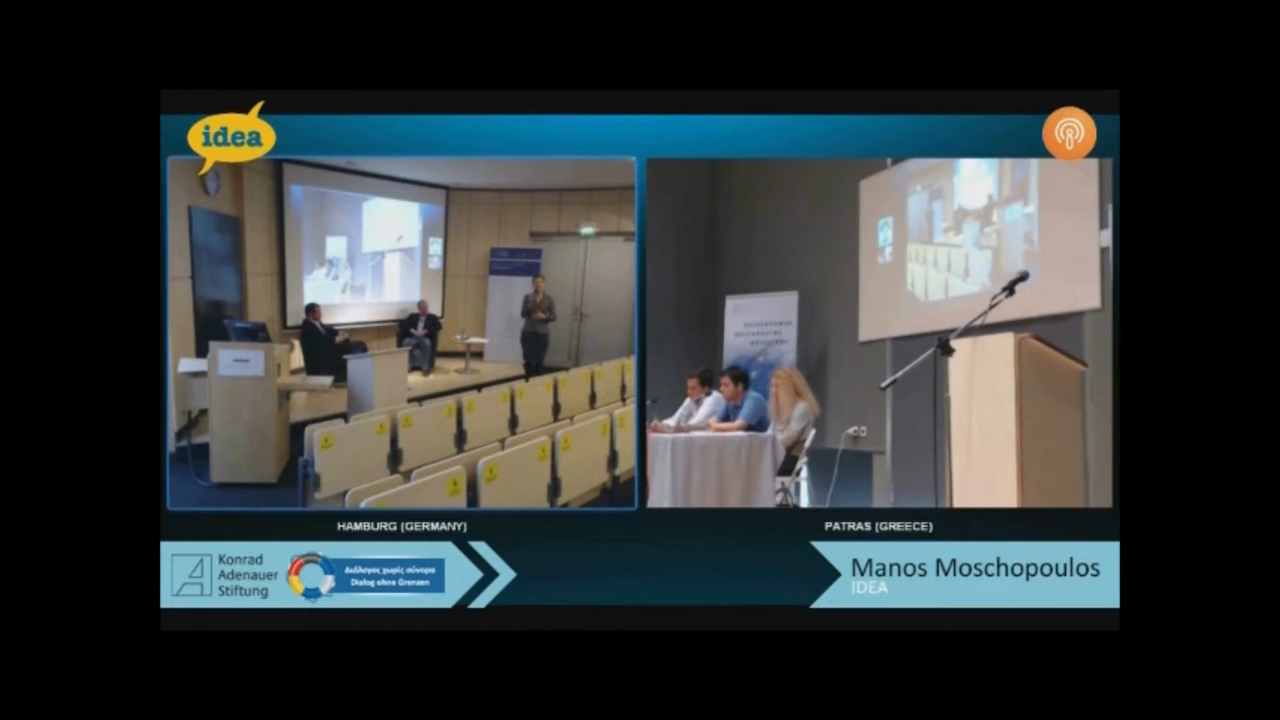 idea
HAMBURG (GERMANY)
PATRAS (GREECE)
Konrad
Adenauer
Stiftung
Διάλογος χωρίς σύνορα
Dialog ohne Grenzen
Manos Moschopoulos
IDEA